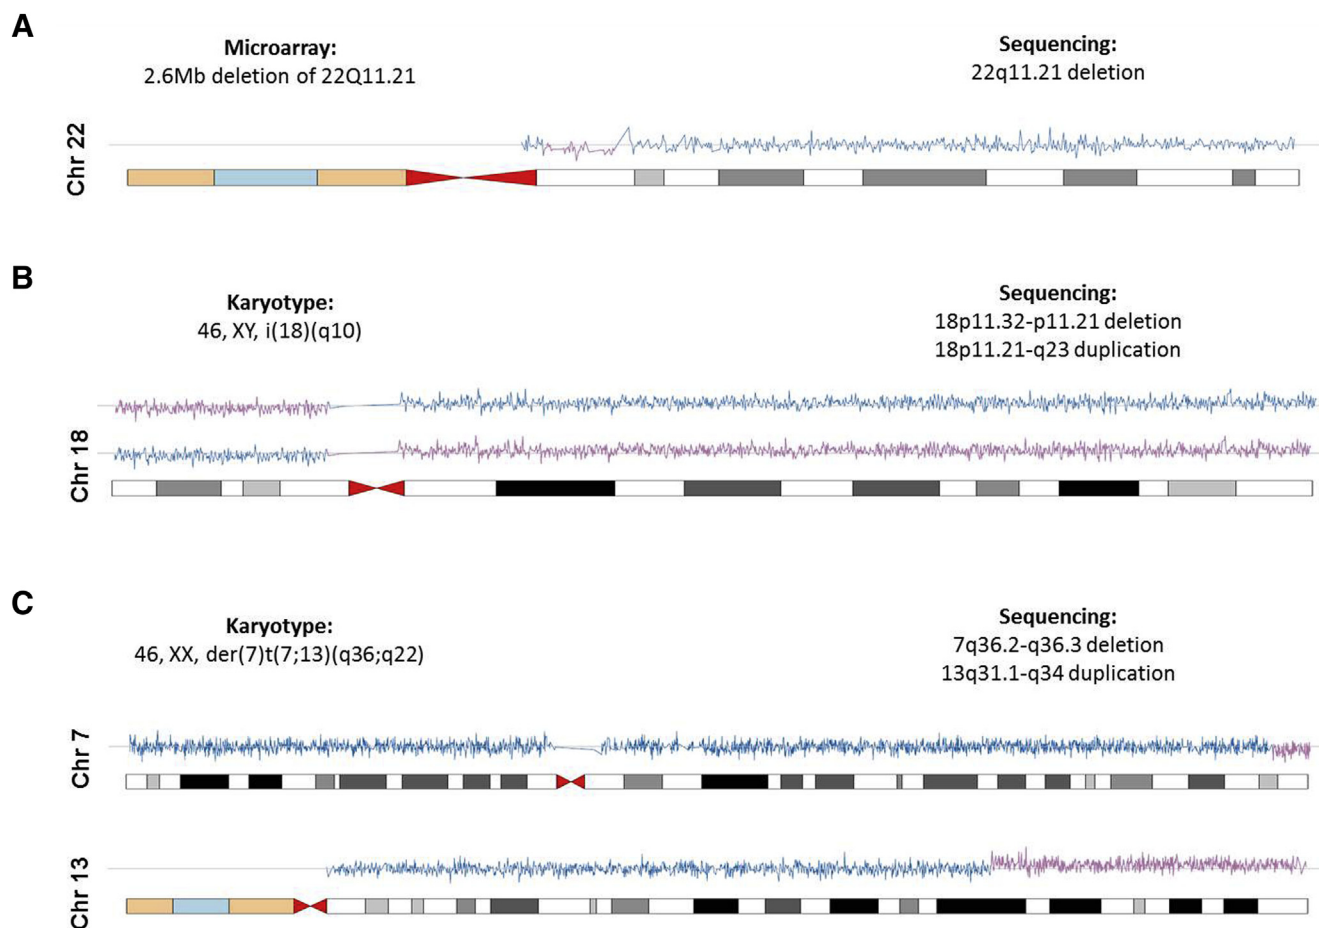 A
Microarray:
2.6Mb deletion of 22Q11.21
Sequencing:
22q11.21 deletion
Chr 22
B
Karyotype:
46, XY, i(18)(q10)
Sequencing:
18p11.32-p11.21 deletion
18p11.21-q23 duplication
Chr 18
C
Karyotype:
46, XX, der(7)t(7;13)(q36;q22)
Sequencing:
7q36.2-q36.3 deletion
13q31.1-q34 duplication
Chr 7
Chr 13